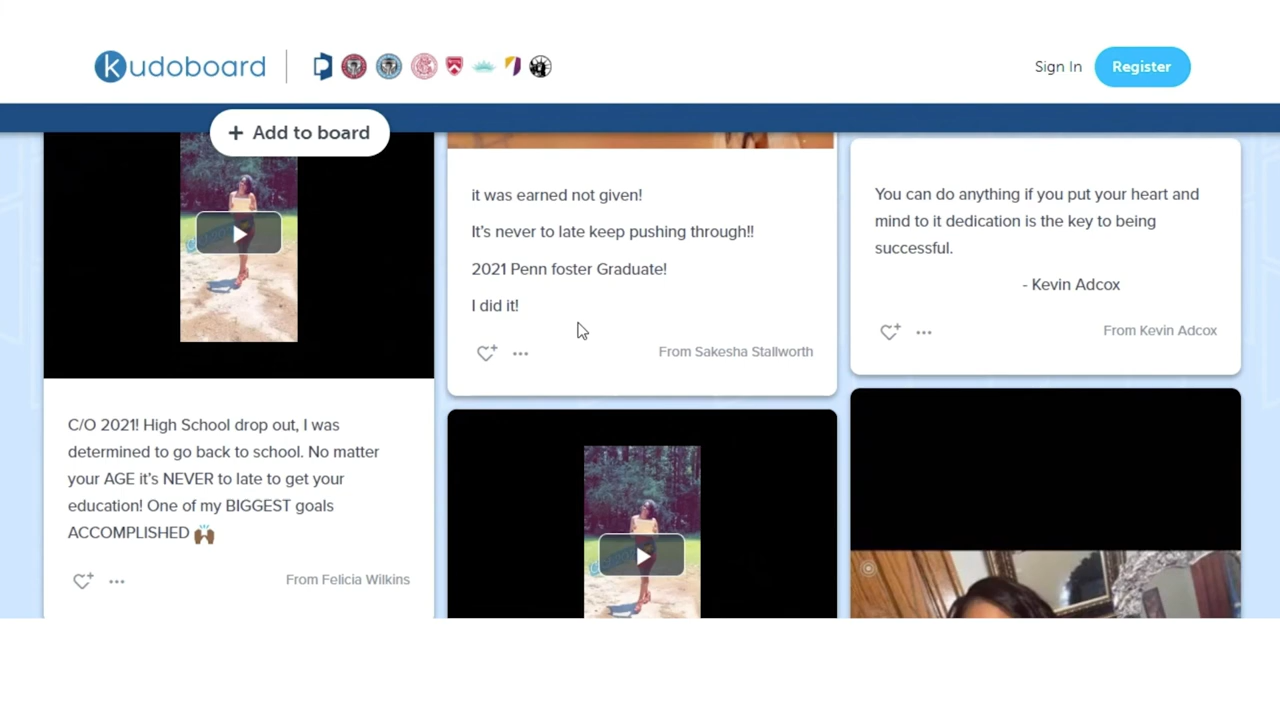 kudoboard
Sign In
Register
+ Add to board
C/O 2021! High School drop out, I was
determined to go back to school. No matter
your AGE it's NEVER to late to get your
education! One of my BIGGEST goals
ACCOMPLISHED 🙌🏾
From Felicia Wilkins
it was earned not given!
It's never to late keep pushing through!!
2021 Penn foster Graduate!
I did it!
From Sakesha Stallworth
You can do anything if you put your heart and
mind to it dedication is the key to being
successful.
- Kevin Adcox
From Kevin Adcox